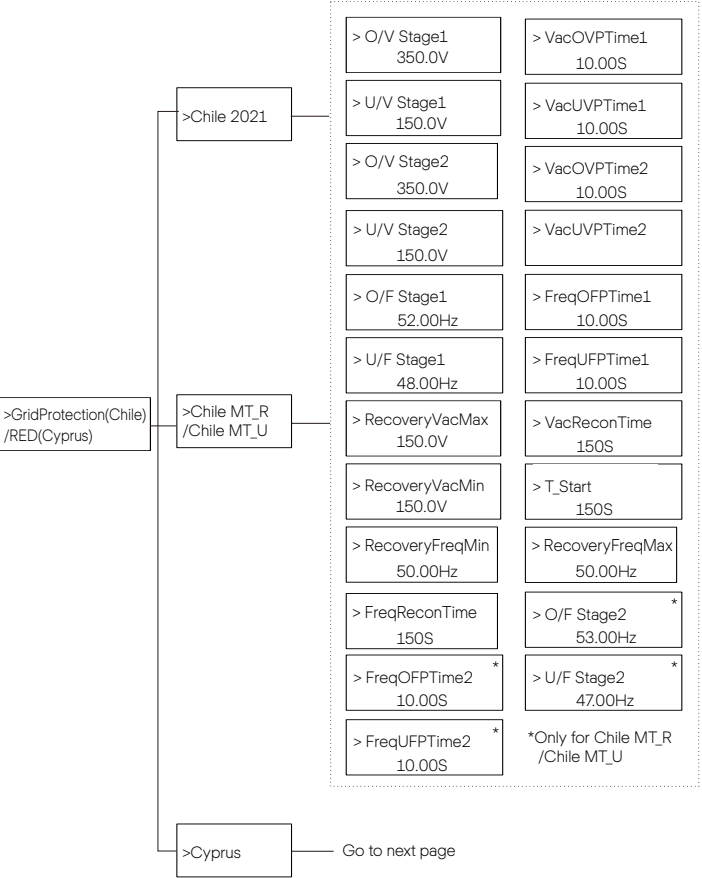 >GridProtection(Chile)
/RED(Cyprus)
>Chile 2021
>Chile MT_R
/Chile MT_U
>Cyprus
> O/V Stage1
350.0V
> VacOVPTime1
10.00S
> U/V Stage1
150.0V
> VacUVPTime1
10.00S
> O/V Stage2
350.0V
> VacOVPTime2
10.00S
> U/V Stage2
150.0V
> VacUVPTime2
> O/F Stage1
52.00Hz
> FreqOFPTime1
10.00S
> U/F Stage1
48.00Hz
> FreqUFPTime1
10.00S
> RecoveryVacMax
150.0V
> VacReconTime
150S
> RecoveryVacMin
150.0V
> T_Start
150S
> RecoveryFreqMin
50.00Hz
> RecoveryFreqMax
50.00Hz
> FreqReconTime
150S
> O/F Stage2 *
53.00Hz
> FreqOFPTime2 *
10.00S
> U/F Stage2 *
47.00Hz
> FreqUFPTime2 *
10.00S
*Only for Chile MT_R
/Chile MT_U
Go to next page